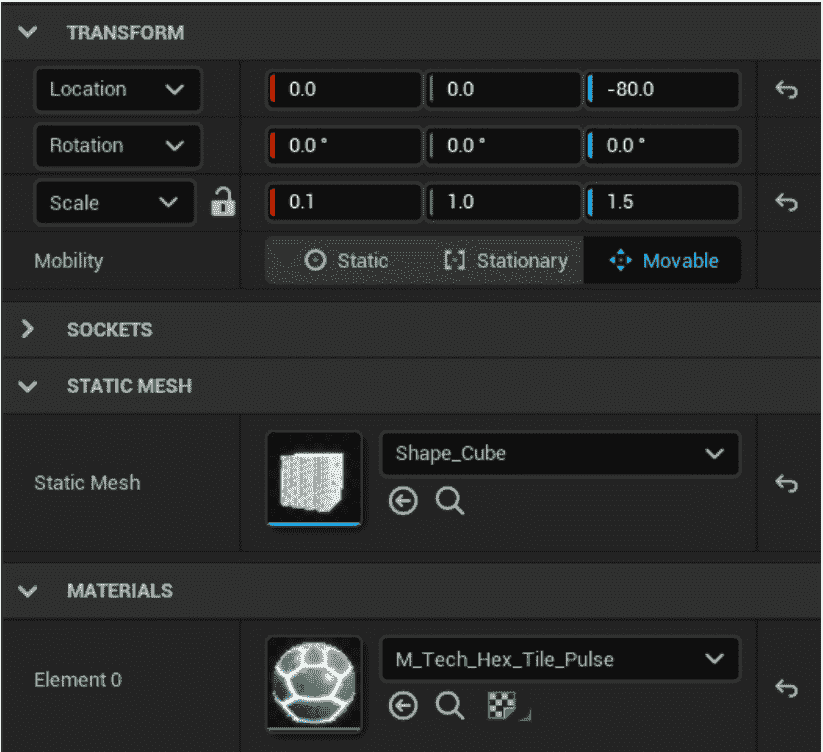 TRANSFORM
Location 0.0 0.0 -80.0
Rotation 0.0 ° 0.0 ° 0.0 °
Scale 0.1 1.0 1.5
Mobility Static Stationary Movable
SOCKETS
STATIC MESH
Static Mesh Shape_Cube
MATERIALS
Element 0 M_Tech_Hex_Tile_Pulse